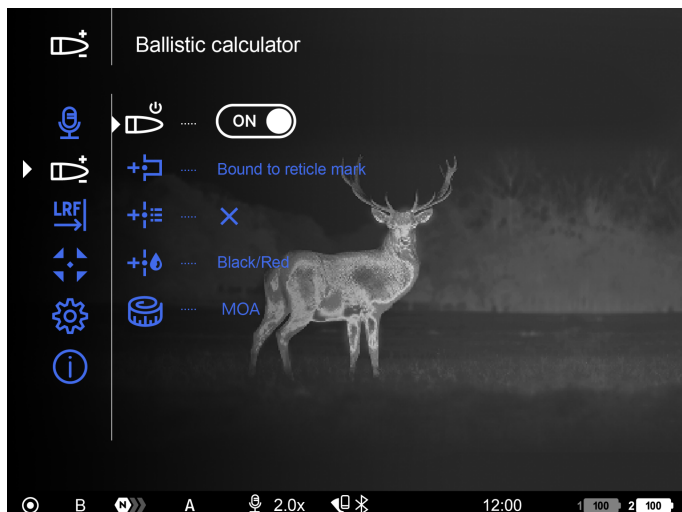 Ballistic calculator
ON
Bound to reticle mark
LRF
Black/Red
MOA
B N A 2.0x 12:00 1 100 2 100